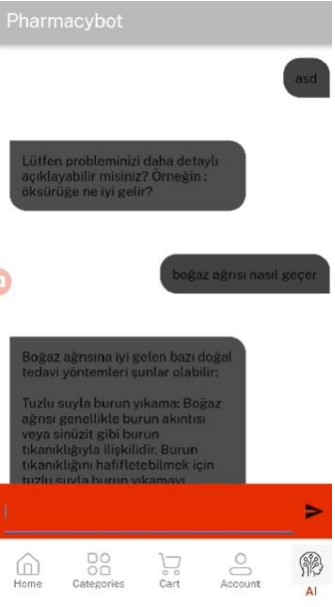 Pharmacybot
asd
Lütfen probleminizi daha detaylı
açıklayabilir misiniz? Örneğin :
öksürüğe ne iyi gelir?
boğaz ağrısı nasıl geçer
Boğaz ağrısına iyi gelen bazı doğal
tedavi yöntemleri şunlar olabilir:
Tuzlu suyla burun yıkama: Boğaz
ağrısı genellikle burun akıntısı
veya sinüzit gibi burun
tıkanıklığıyla ilişkilidir. Burun
tıkanıklığını hafifletebilmek için
tuzlu suyla burun yıkamayı
Home
Categories
Cart
Account
AI